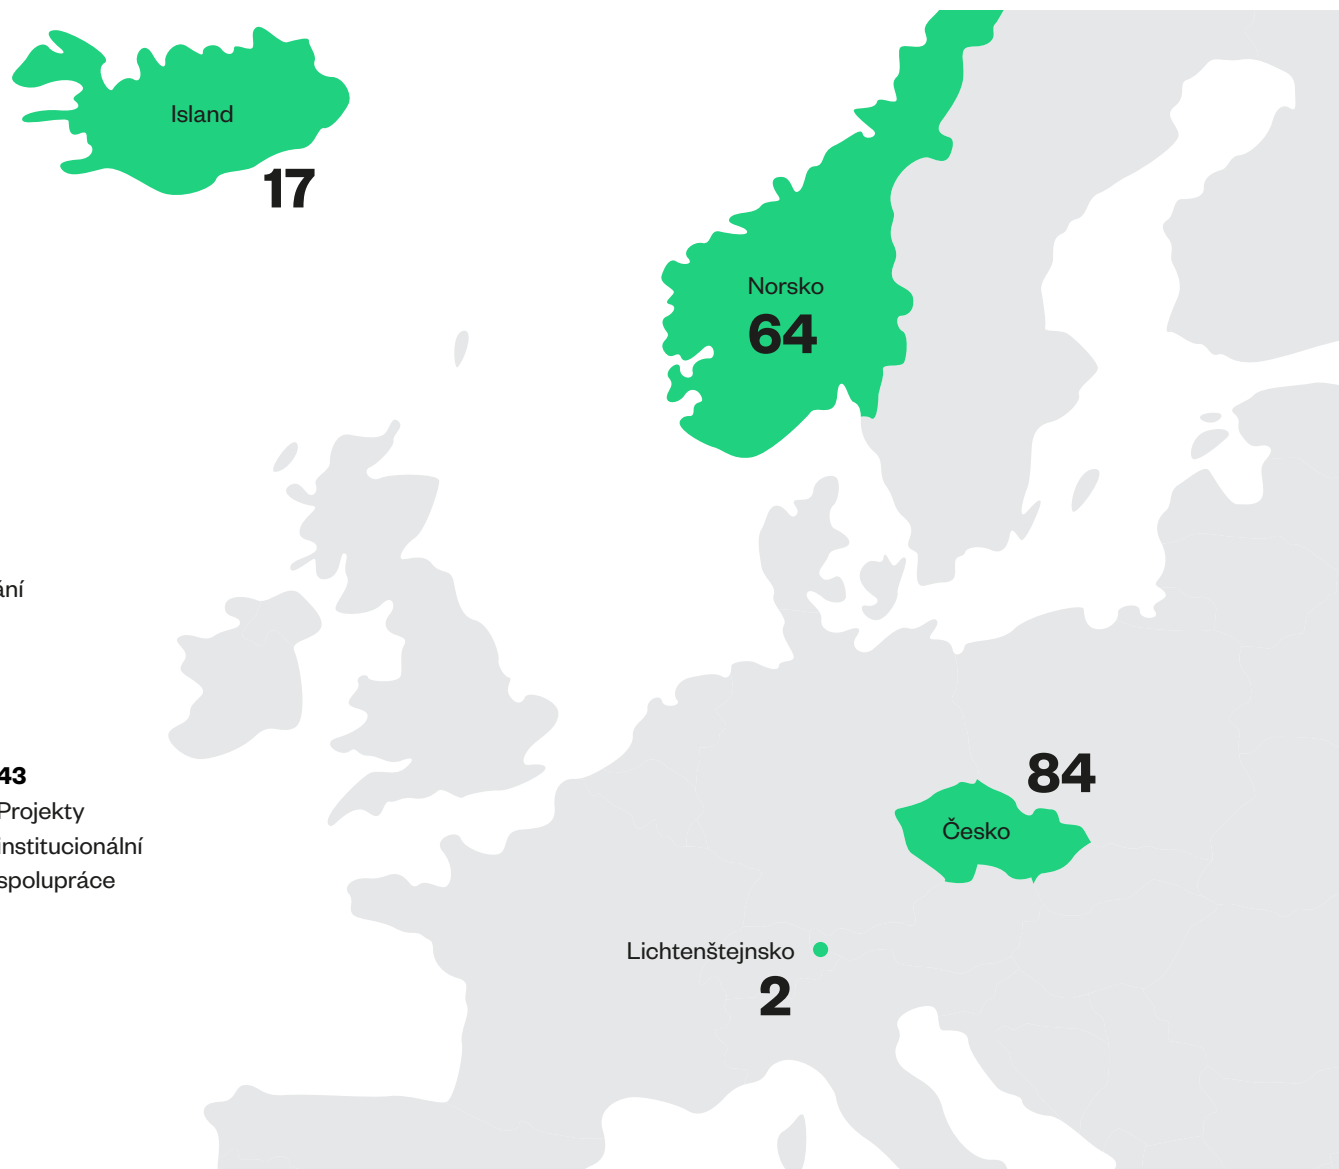 Island
17
Norsko
64
ání
43
Projekty
institucionální
spolupráce
84
Česko
Lichtenštejnsko
2